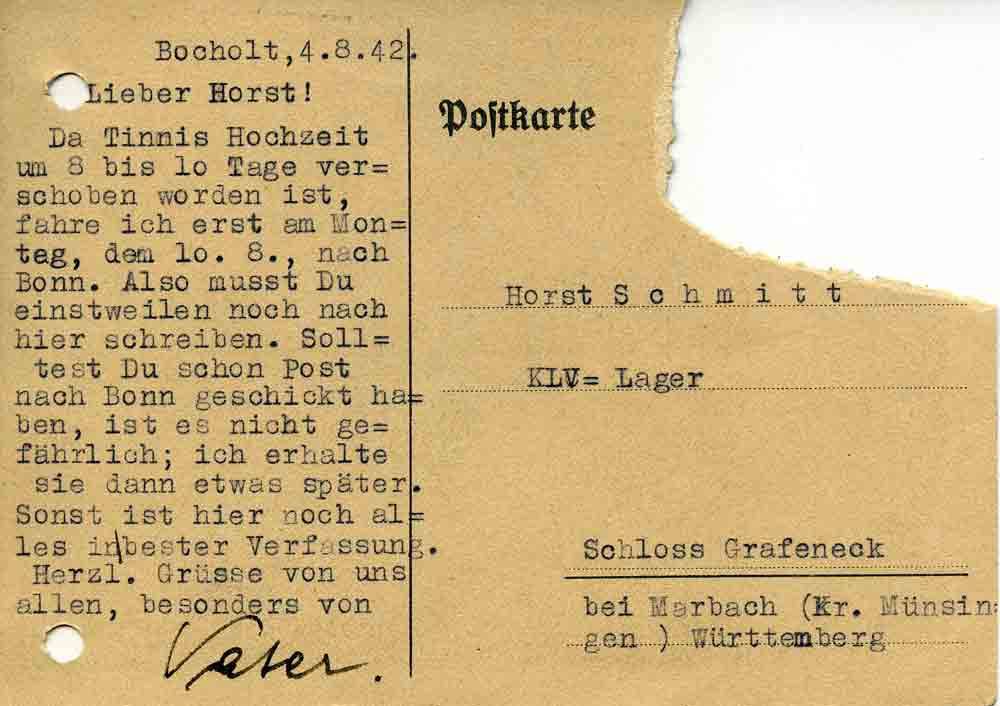 Bocholt, 4.8.42.
Lieber Horst!
Da Tinnis Hochzeit
um 8 bis lo Tage ver=
schoben worden ist,
fahre ich erst am Mon=
tag, dem lo. 8., nach
Bonn. Also musst Du
einstweilen noch nach
hier schreiben. Soll=
test Du schon Post
nach Bonn geschickt ha=
ben, ist es nicht ge=
fährlich; ich erhalte
sie dann etwas später.
Sonst ist hier noch al=
les in|bester Verfassung.
Herzl. Grüsse von uns
allen, besonders von
Vater.
Postkarte
Horst S c h m i t t
KLV= Lager
Schloss Grafeneck
bei Marbach (Kr. Münsin=
gen ) Württemberg